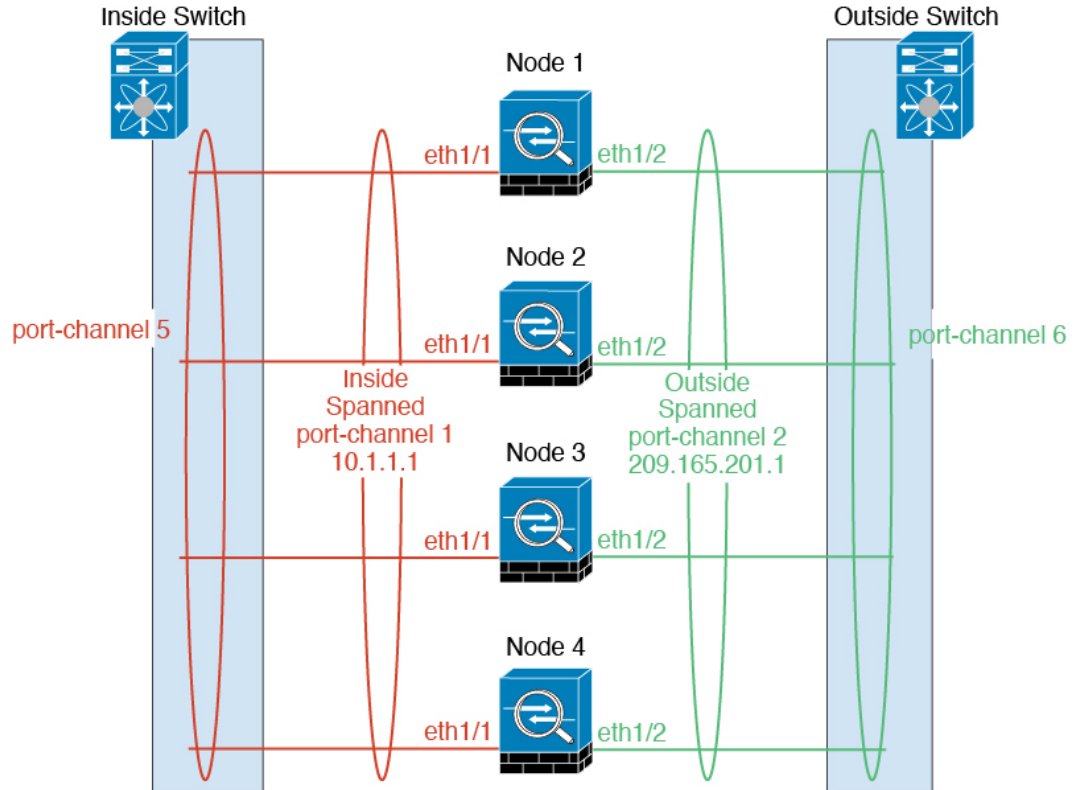 Inside Switch
Outside Switch
Node 1
eth1/1
eth1/2
Node 2
port-channel 5
port-channel 6
eth1/1
eth1/2
Inside
Spanned
port-channel 1
10.1.1.1
Outside
Spanned
port-channel 2
209.165.201.1
Node 3
eth1/1
eth1/2
Node 4
eth1/1
eth1/2